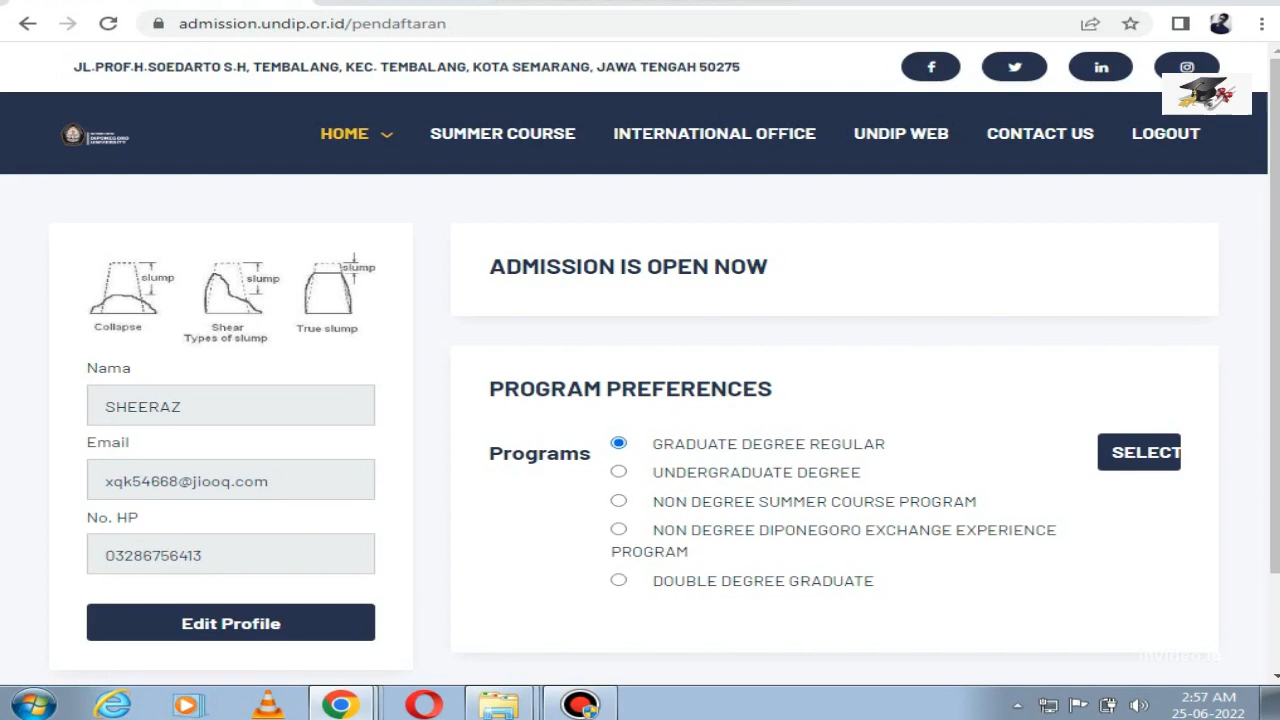 admission.undip.or.id/pendaftaran
JL.PROF.H.SOEDARTO S.H, TEMBALANG, KEC. TEMBALANG, KOTA SEMARANG, JAWA TENGAH 50275
DIPONEGORO
UNIVERSITY
HOME
SUMMER COURSE
INTERNATIONAL OFFICE
UNDIP WEB
CONTACT US
LOGOUT
slump
slump
slump
Collapse
Shear
True slump
Types of slump
Nama
SHEERAZ
Email
xqk54668@jiooq.com
No. HP
03286756413
Edit Profile
ADMISSION IS OPEN NOW
PROGRAM PREFERENCES
Programs
GRADUATE DEGREE REGULAR
UNDERGRADUATE DEGREE
NON DEGREE SUMMER COURSE PROGRAM
NON DEGREE DIPONEGORO EXCHANGE EXPERIENCE
PROGRAM
DOUBLE DEGREE GRADUATE
SELECT
invideo.io
2:57 AM
25-06-2022